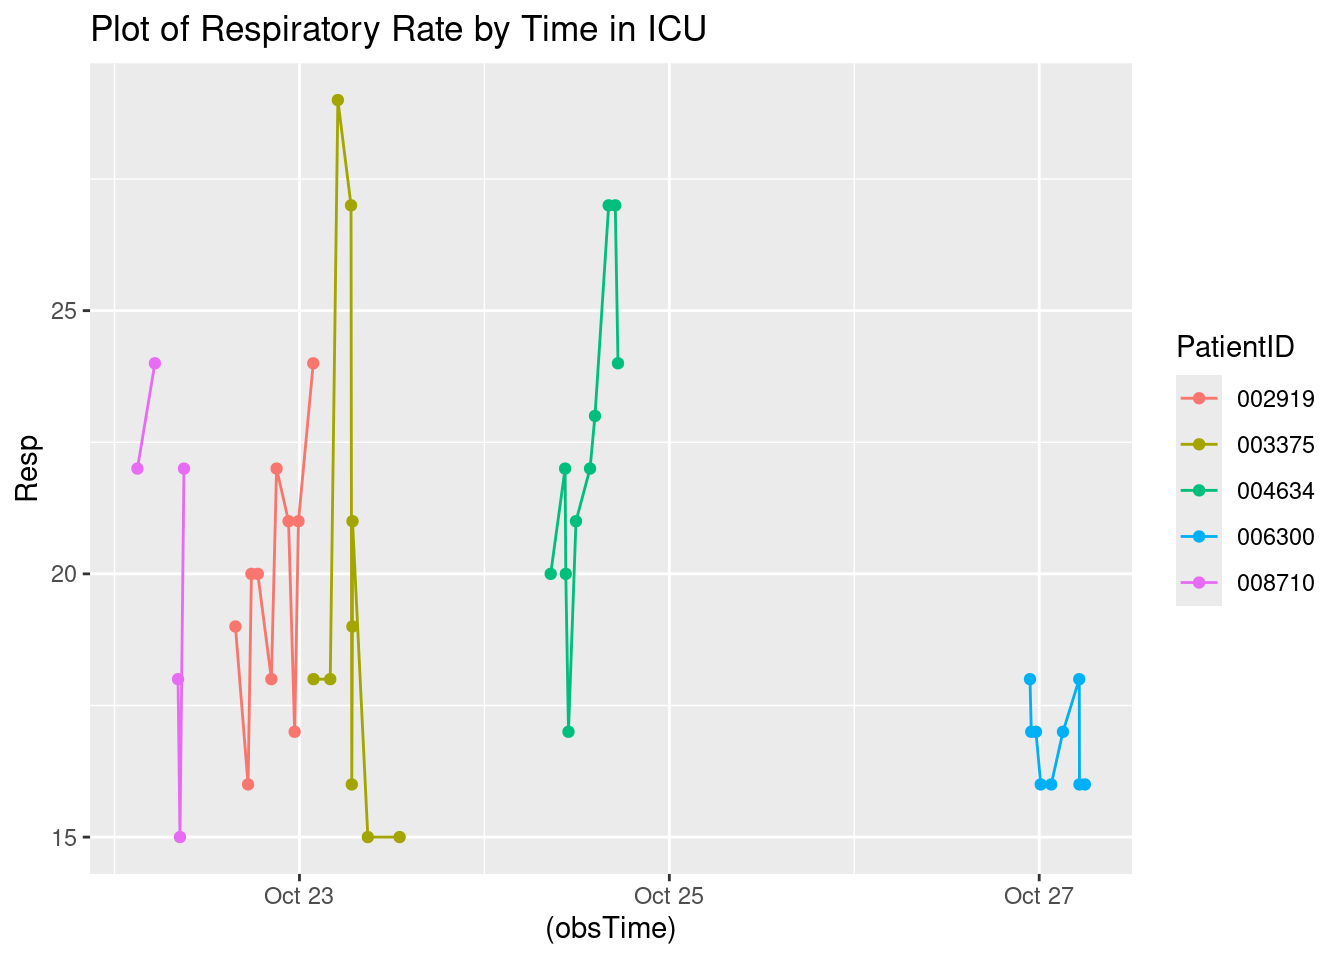 Plot of Respiratory Rate by Time in ICU
25
20
15
Resp
Oct 23
Oct 25
Oct 27
(obsTime)
PatientID
002919
003375
004634
006300
008710